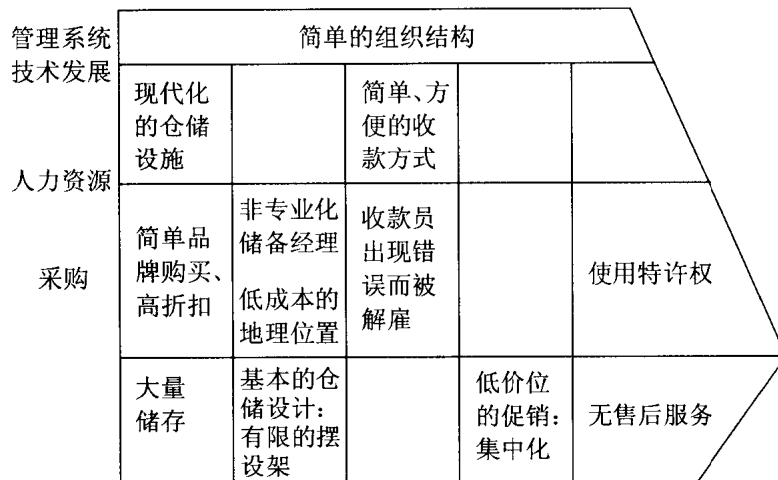 管理系统
技术发展
简单的组织结构
现代化
的仓储
设施
简单、方
便的收
款方式
人力资源
非专业化
储备经理
收款员
出现错
误而被
解雇
采购
简单品
牌购买、
高折扣
低成本的
地理位置
使用特许权
大量
储存
基本的仓
储设计：
有限的摆
设架
低价位
的促销：
集中化
无售后服务